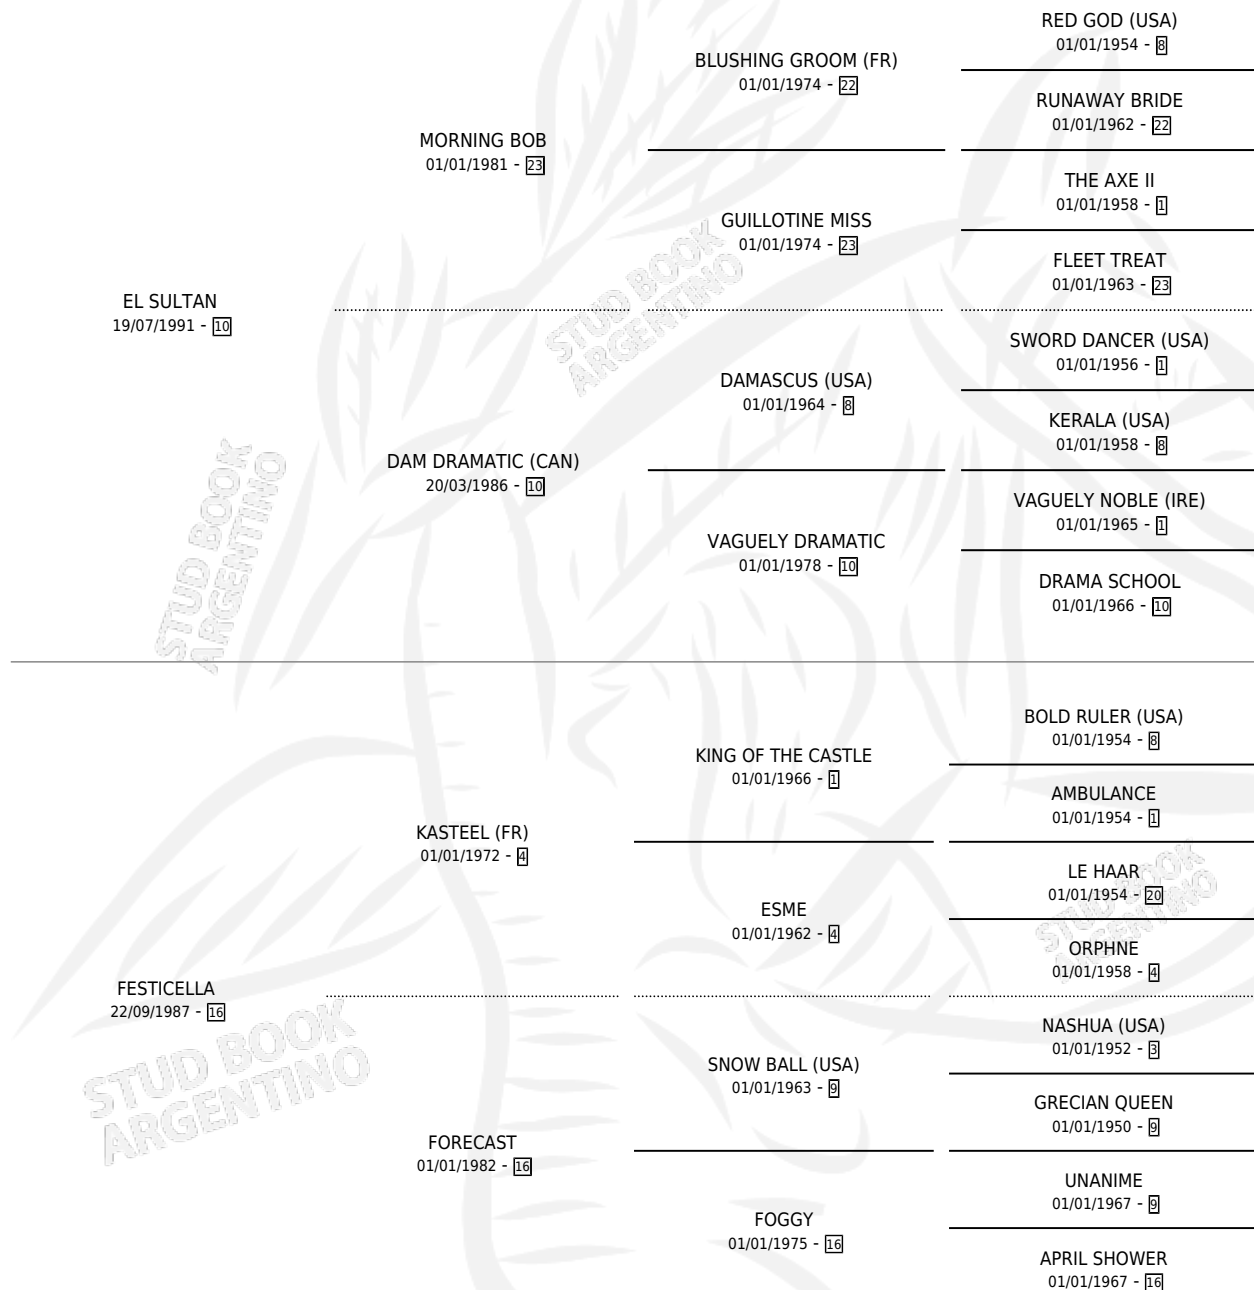 RED GOD (USA)
01/01/1954 - 8
BLUSHING GROOM (FR)
01/01/1974 - 22
RUNAWAY BRIDE
01/01/1962 - 22
MORNING BOB
01/01/1981 - 23
THE AXE II
01/01/1958 - 1
GUILLOTINE MISS
01/01/1974 - 23
FLEET TREAT
01/01/1963 - 23
EL SULTAN
19/07/1991 - 10
SWORD DANCER (USA)
01/01/1956 - 1
DAMASCUS (USA)
01/01/1964 - 8
KERALA (USA)
01/01/1958 - 8
DAM DRAMATIC (CAN)
20/03/1986 - 10
VAGUELY NOBLE (IRE)
01/01/1965 - 1
VAGUELY DRAMATIC
01/01/1978 - 10
DRAMA SCHOOL
01/01/1966 - 10
BOLD RULER (USA)
01/01/1954 - 8
KING OF THE CASTLE
01/01/1966 - 1
AMBULANCE
01/01/1954 - 1
KASTEEL (FR)
01/01/1972 - 4
LE HAAR
01/01/1954 - 20
ESME
01/01/1962 - 4
ORPHNE
01/01/1958 - 4
FESTICELLA
22/09/1987 - 16
NASHUA (USA)
01/01/1952 - 3
SNOW BALL (USA)
01/01/1963 - 9
GRECIAN QUEEN
01/01/1950 - 9
FORECAST
01/01/1982 - 16
UNANIME
01/01/1967 - 9
FOGGY
01/01/1975 - 16
APRIL SHOWER
01/01/1967 - 16
STUD BOOK
ARGENTINO
STUD BOOK
ARGENTINO
STUD BOOK
ARGENTINO
STUD BOOK
ARGENTINO